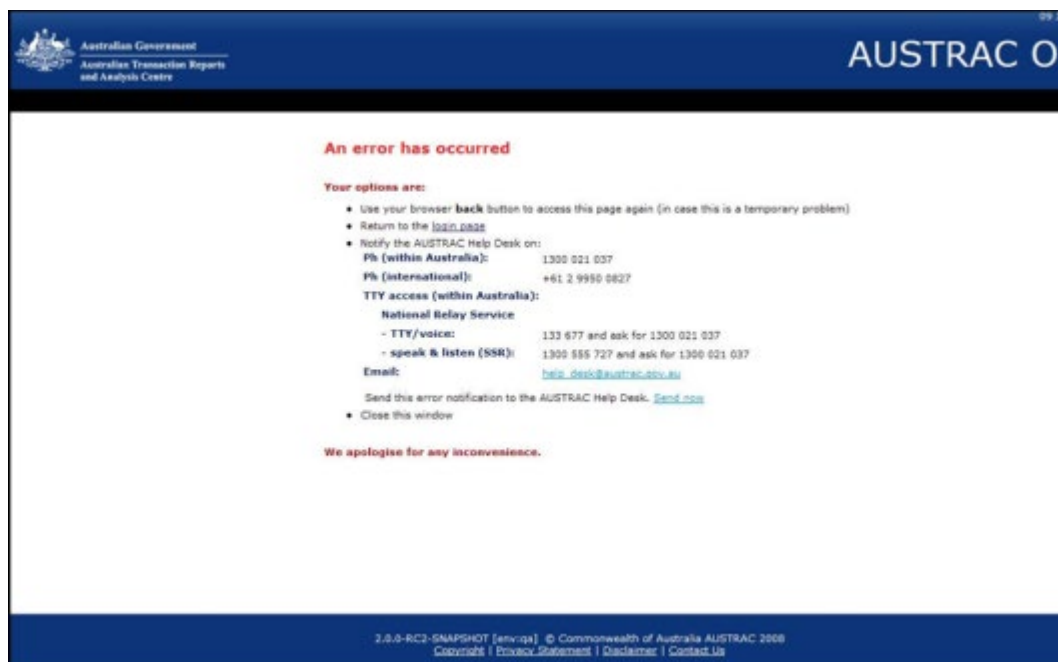 09
Australian Government
Australian Transaction Reports
and Analysis Centre
AUSTRAC O
An error has occurred
Your options are:
• Use your browser back button to access this page again (in case this is a temporary problem)
• Return to the login page
• Notify the AUSTRAC Help Desk on:
Ph (within Australia): 1300 021 037
Ph (international): +61 2 9950 0827
TTY access (within Australia):
National Relay Service
- TTY/voice: 133 677 and ask for 1300 021 037
- speak & listen (SSR): 1300 555 727 and ask for 1300 021 037
Email: help_desk@austrac.gov.au
Send this error notification to the AUSTRAC Help Desk. Send now
• Close this window
We apologise for any inconvenience.
2.0.0-RC2-SNAPSHOT [env:qa] © Commonwealth of Australia AUSTRAC 2008
Copyright | Privacy Statement | Disclaimer | Contact Us